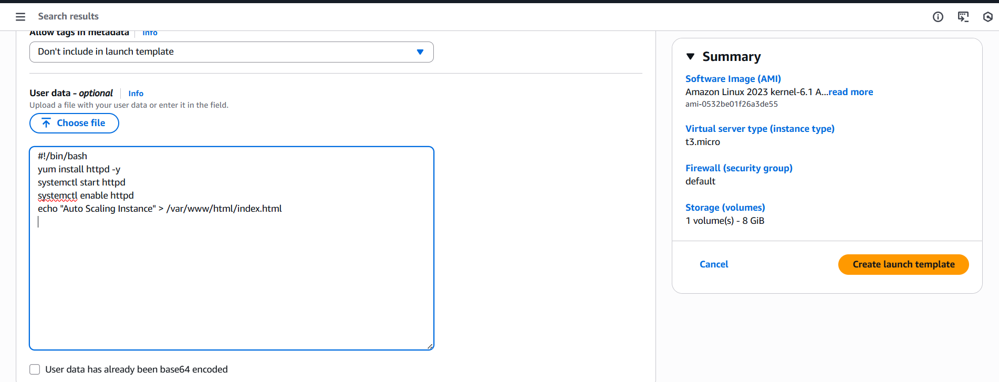 Search results
Allow tags in metadata Info
Don't include in launch template
User data - optional Info
Upload a file with your user data or enter it in the field.
Choose file
#!/bin/bash
yum install httpd -y
systemctl start httpd
systemctl enable httpd
echo "Auto Scaling Instance" > /var/www/html/index.html
User data has already been base64 encoded
Summary
Software Image (AMI)
Amazon Linux 2023 kernel-6.1 A...read more
ami-0532be01f26a3de55
Virtual server type (instance type)
t3.micro
Firewall (security group)
default
Storage (volumes)
1 volume(s) - 8 GiB
Cancel
Create launch template